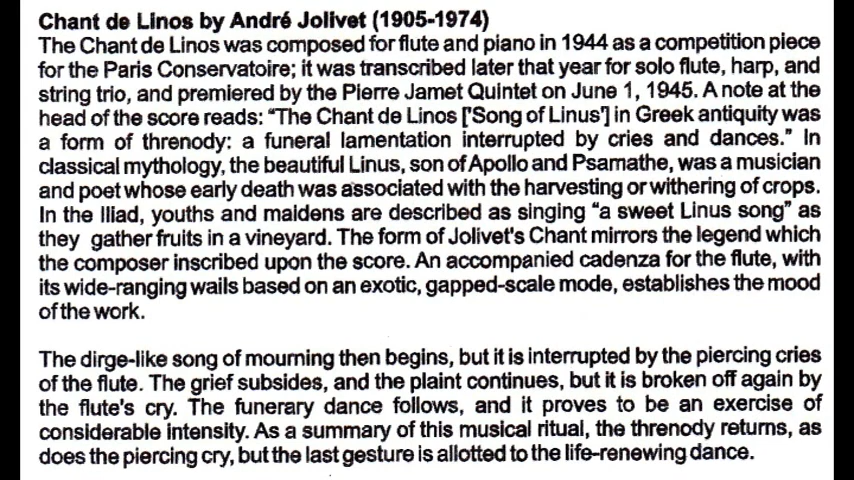 Chant de Linos by André Jolivet (1905-1974)
The Chant de Linos was composed for flute and piano in 1944 as a competition piece
for the Paris Conservatoire; it was transcribed later that year for solo flute, harp, and
string trio, and premiered by the Pierre Jamet Quintet on June 1, 1945. A note at the
head of the score reads: “The Chant de Linos ['Song of Linus'] in Greek antiquity was
a form of threnody: a funeral lamentation interrupted by cries and dances.” In
classical mythology, the beautiful Linus, son of Apollo and Psamathe, was a musician
and poet whose early death was associated with the harvesting or withering of crops.
In the Iliad, youths and maidens are described as singing “a sweet Linus song” as
they gather fruits in a vineyard. The form of Jolivet's Chant mirrors the legend which
the composer inscribed upon the score. An accompanied cadenza for the flute, with
its wide-ranging wails based on an exotic, gapped-scale mode, establishes the mood
of the work.
The dirge-like song of mourning then begins, but it is interrupted by the piercing cries
of the flute. The grief subsides, and the plaint continues, but it is broken off again by
the flute's cry. The funerary dance follows, and it proves to be an exercise of
considerable intensity. As a summary of this musical ritual, the threnody returns, as
does the piercing cry, but the last gesture is allotted to the life-renewing dance.